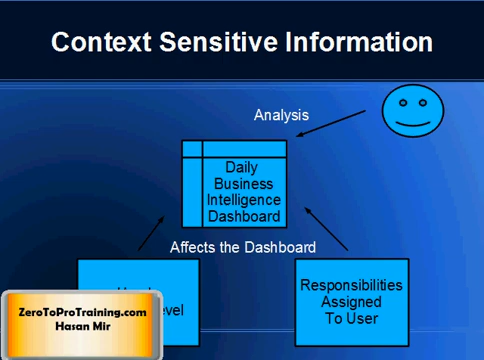 Context Sensitive Information
Analysis
Daily
Business
Intelligence
Dashboard
Affects the Dashboard
Responsibilities
Assigned
To User
ZeroToProTraining.com
Hasan Mir